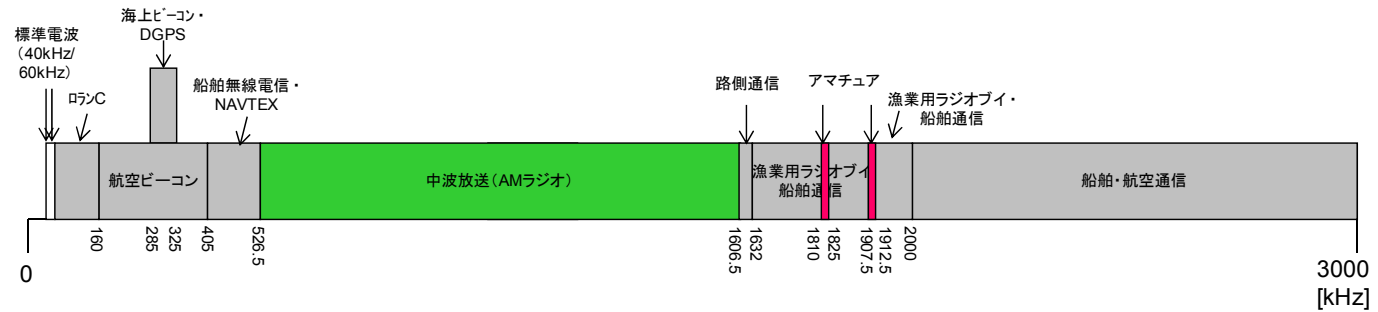 海上ビーコン・
DGPS
標準電波
（40kHz/
60kHz）
ロランC
船舶無線電信・
NAVTEX
路側通信
アマチュア
漁業用ラジオブイ・
船舶通信
航空ビーコン
中波放送（AMラジオ）
漁業用ラジオブイ
船舶通信
船舶・航空通信
0
160
285
325
405
526.5
1606.5
1632
1810
1825
1907.5
1912.5
2000
3000
[kHz]